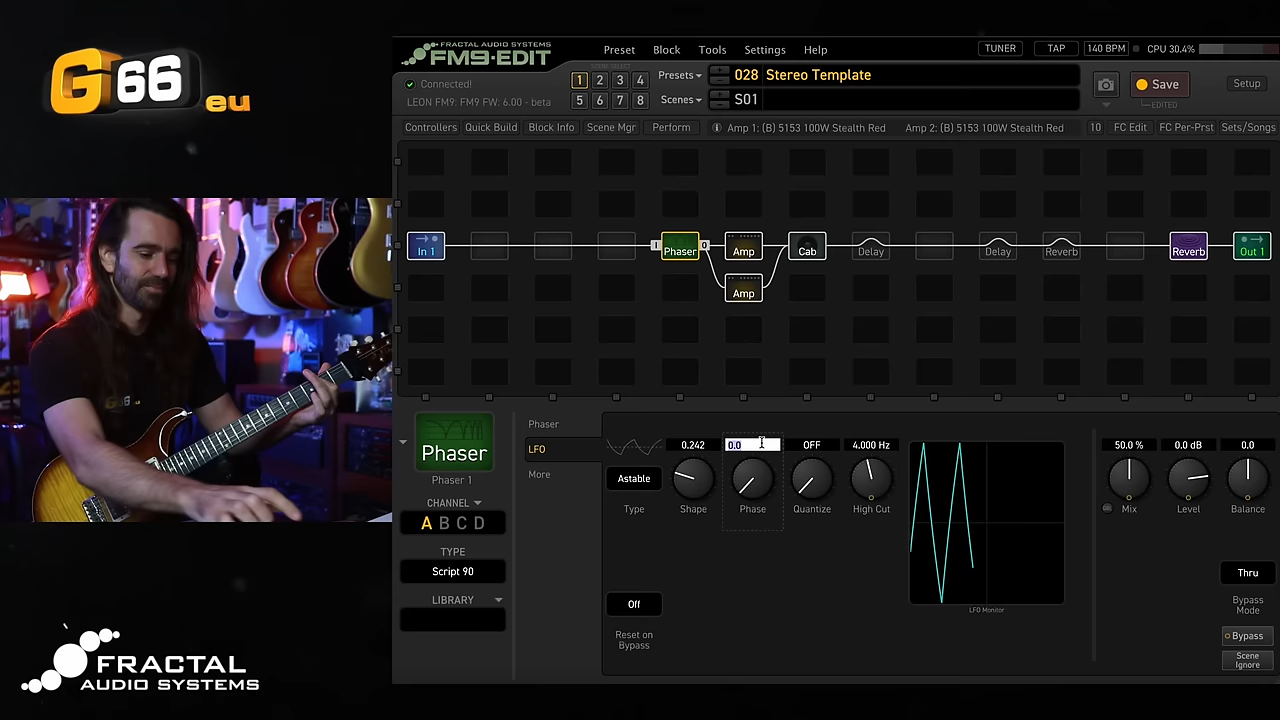 G66
eu
FRACTAL AUDIO SYSTEMS
FM9-EDIT
Preset Block Tools Settings Help
TUNER TAP 140 BPM CPU 30.4%
Connected!
LEON FM9: FM9 FW: 6.00 - beta
SCENE SELECT
1 2 3 4
5 6 7 8
Presets 028 Stereo Template
Scenes S01
Save
EDITED
Setup
Controllers Quick Build Block Info Scene Mgr Perform Amp 1: (B) 5153 100W Stealth Red Amp 2: (B) 5153 100W Stealth Red 10 FC Edit FC Per-Prst Sets/Songs
In 1 I Phaser O Amp Cab Delay Delay Reverb Reverb Out 1
Amp
Phaser
Phaser 1
CHANNEL
A B C D
TYPE
Script 90
LIBRARY
Phaser
LFO
More
0.242 0.0 OFF 4.000 Hz
Astable
Type Shape Phase Quantize High Cut
Off
Reset on
Bypass
LFO Monitor
50.0 % 0.0 dB 0.0
Mix Level Balance
Thru
Bypass
Mode
Bypass
Scene
Ignore
FRACTAL
AUDIO SYSTEMS